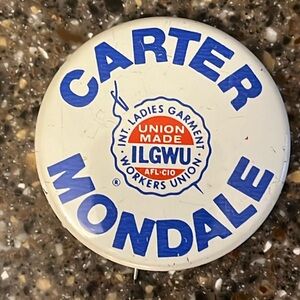 CARTER
INT. LADIES GARMENT
UNION
MADE
ILGWU
AFL-CIO
WORKERS UNION
®
MONDALE